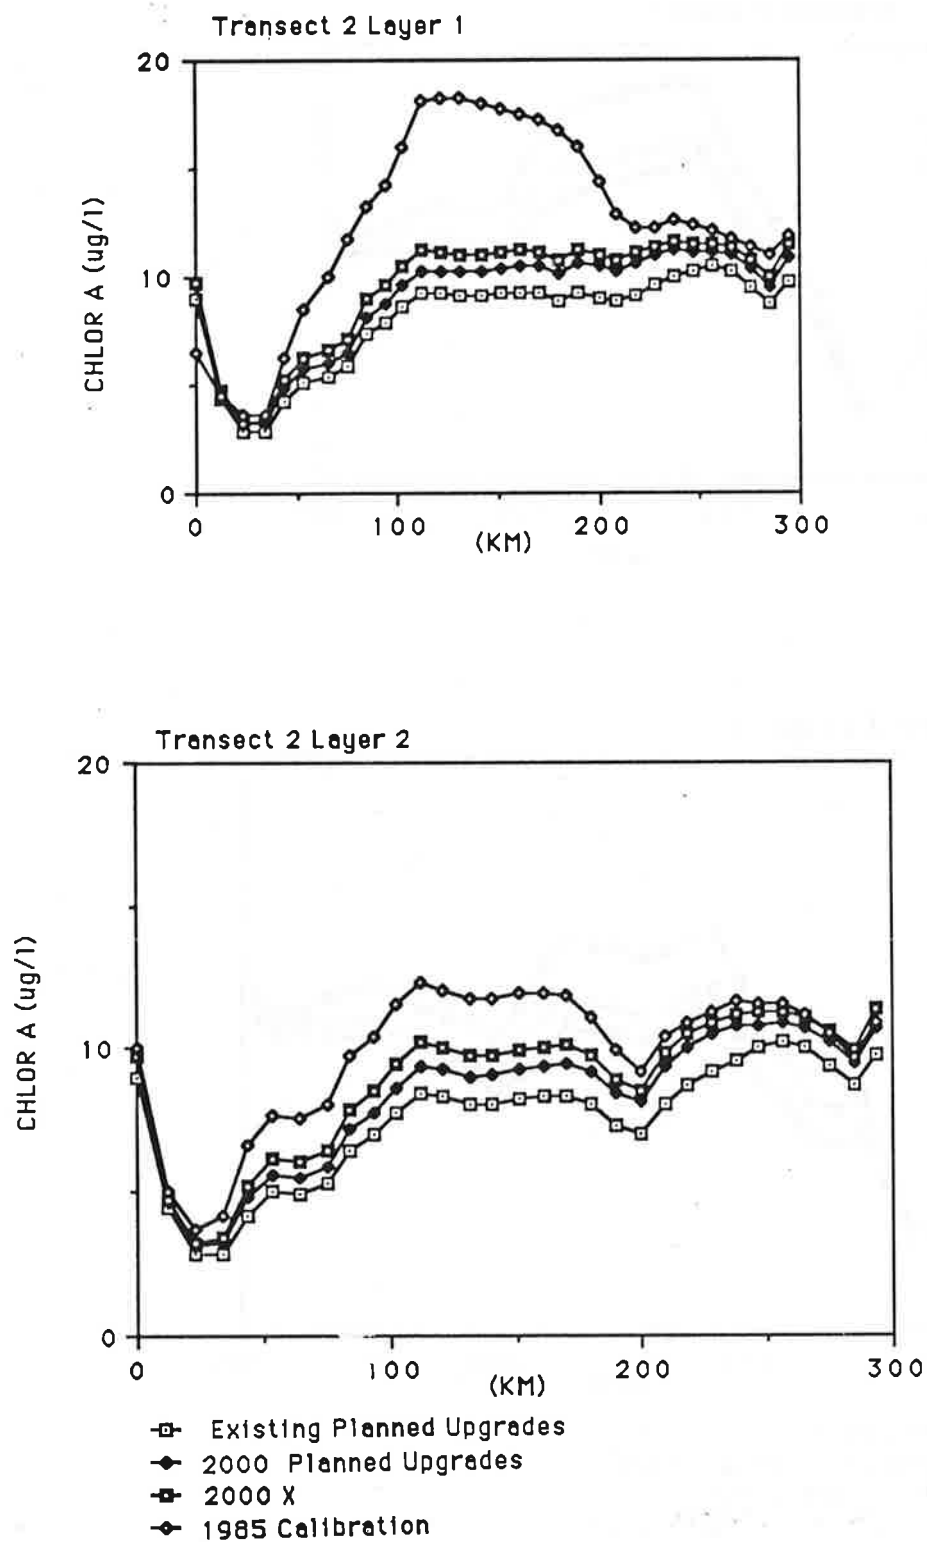 Transect 2 Layer 1
20
10
0
CHLOR A (ug/l)
0 100 200 300
(KM)
Transect 2 Layer 2
20
10
0
CHLOR A (ug/l)
0 100 200 300
(KM)
Existing Planned Upgrades
2000 Planned Upgrades
2000 X
1985 Calibration